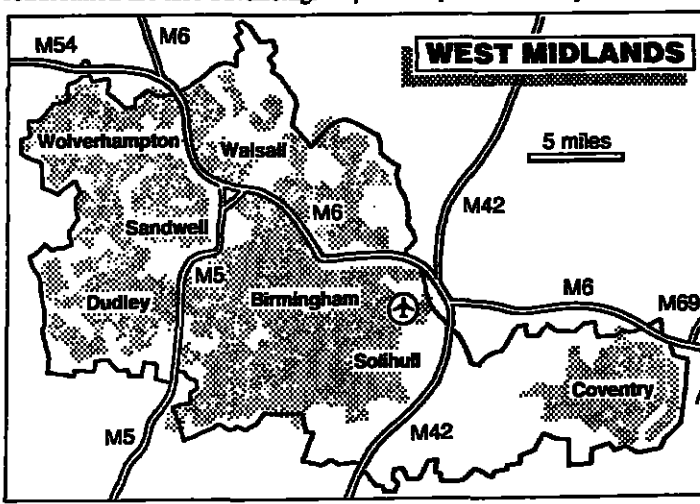 M54
M6
WEST MIDLANDS
Wolverhampton
Walsall
5 miles
M6
M42
Sandwell
M5
M6
M69
Dudley
Birmingham
Solihull
Coventry
M5
M42